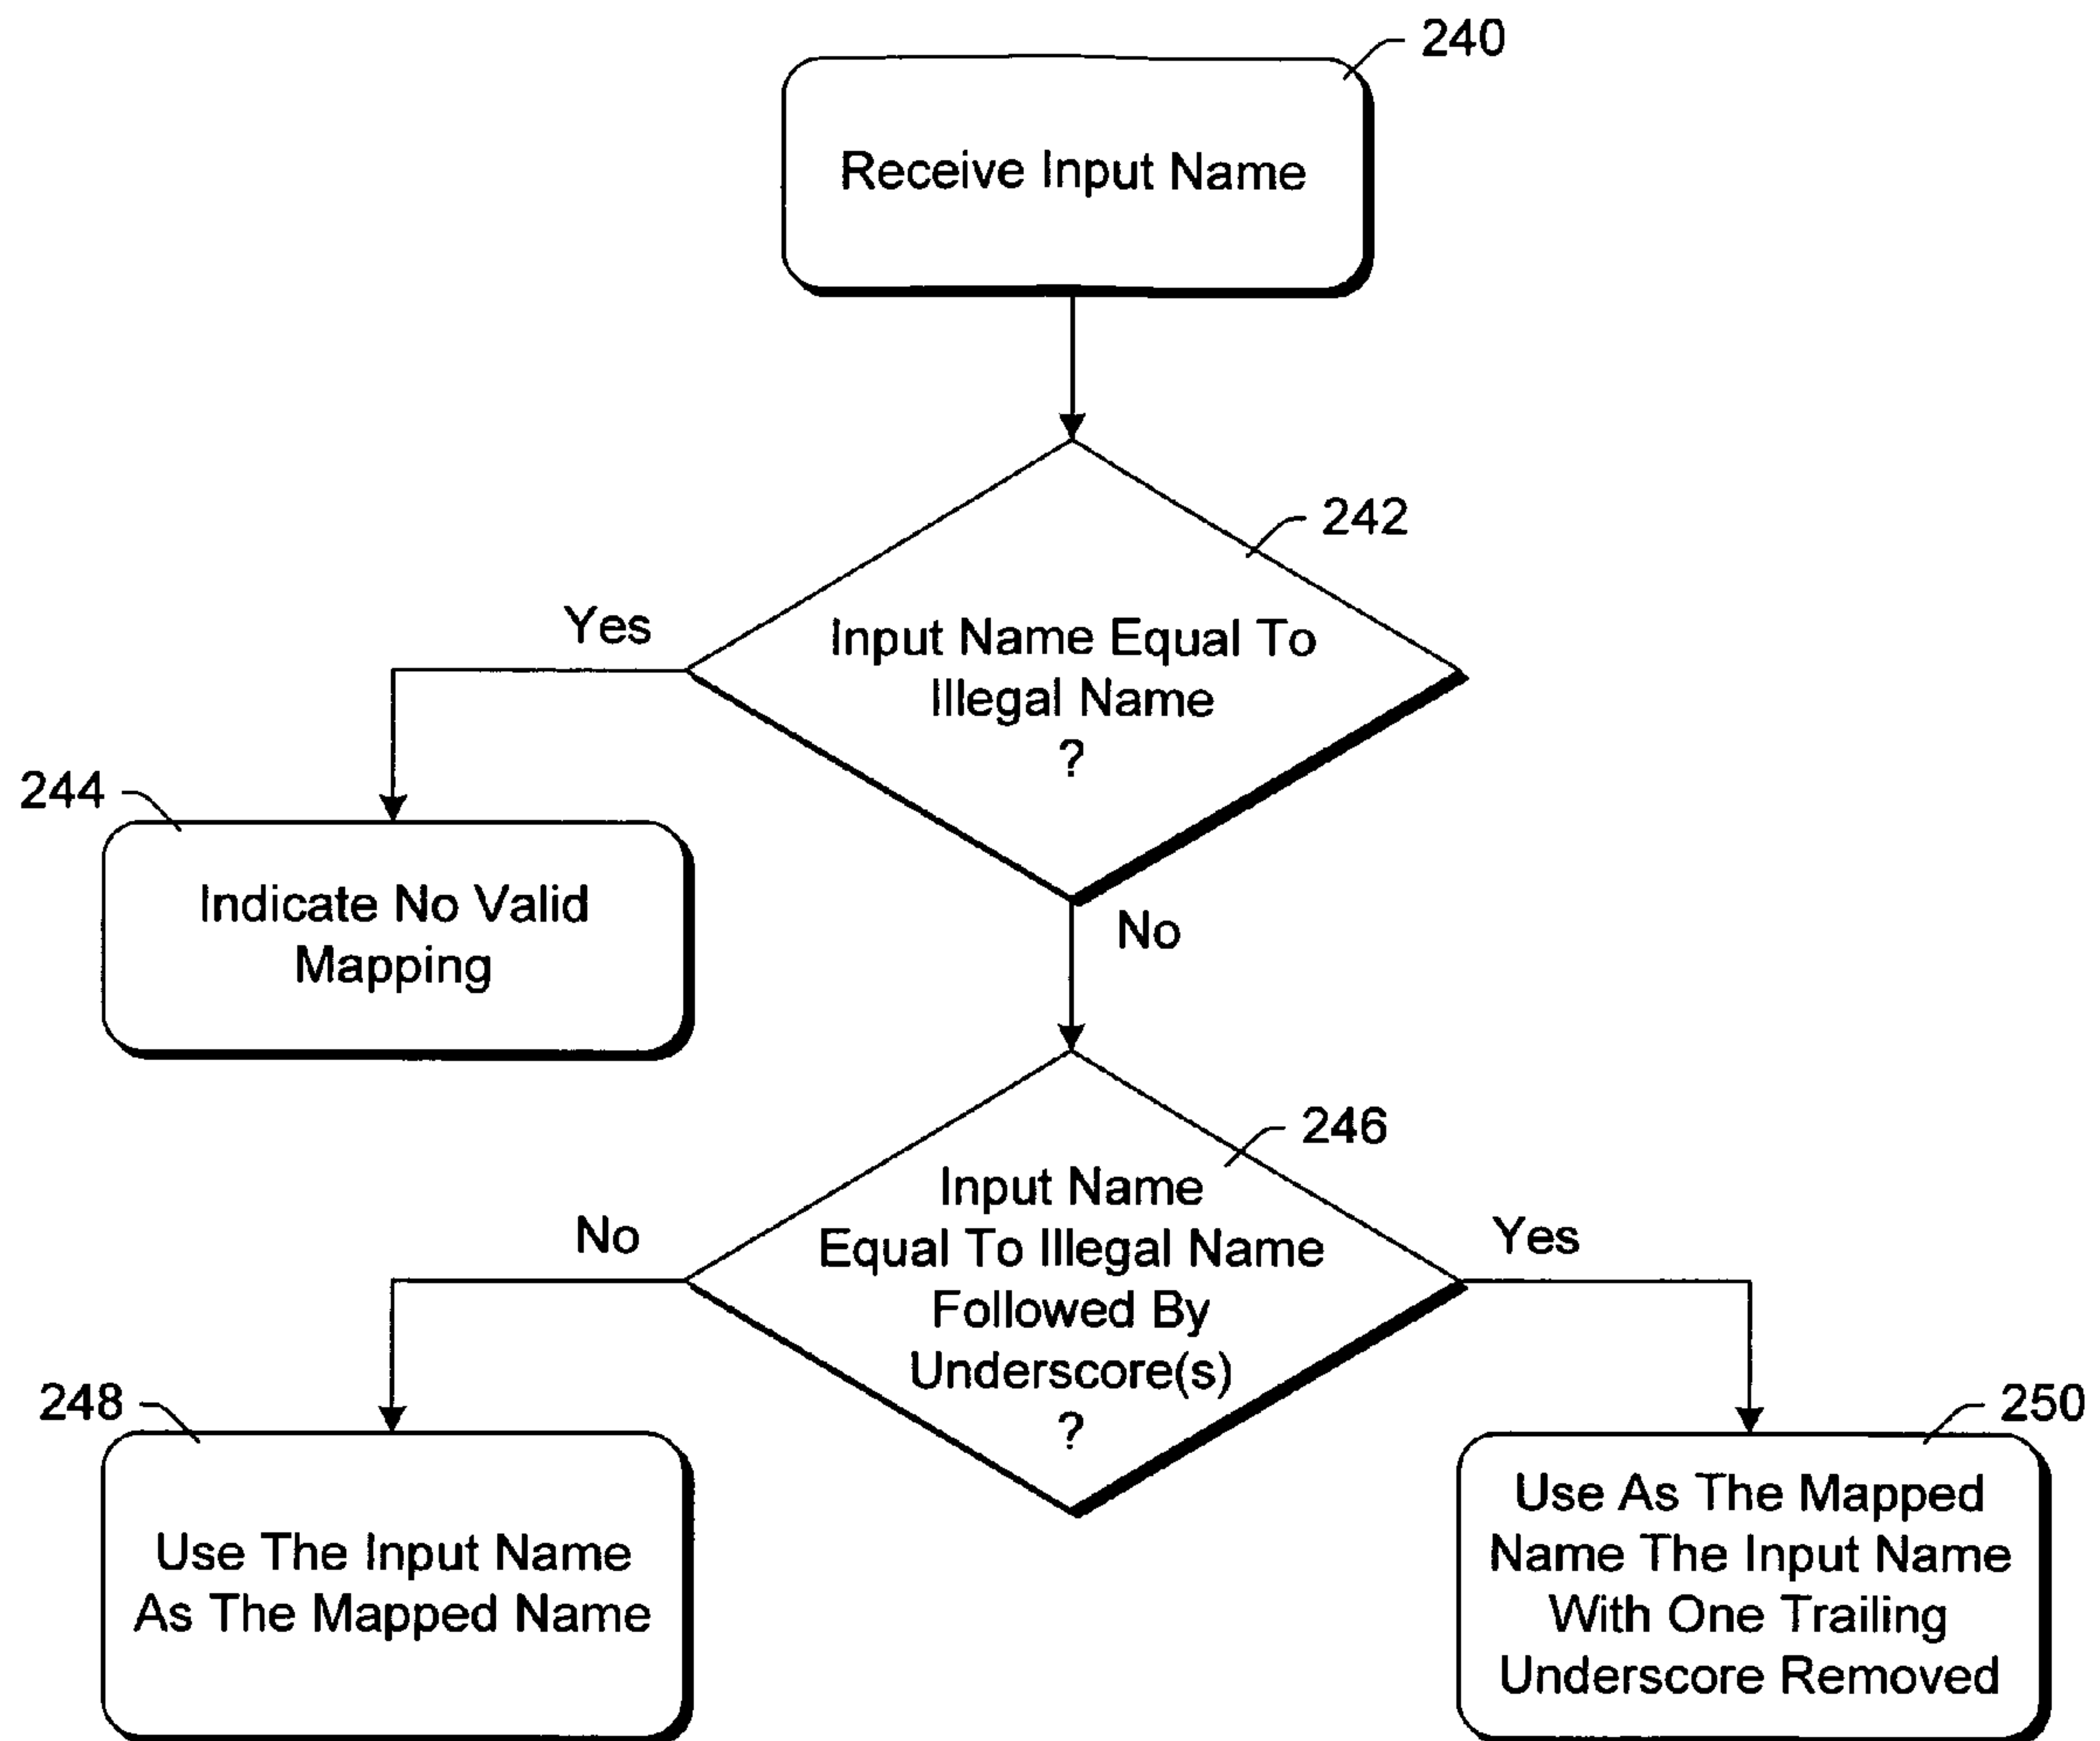 240
Receive Input Name
242
Yes
Input Name Equal To
Illegal Name
?
244
Indicate No Valid
Mapping
No
246
Input Name
Equal To Illegal Name
Followed By
Underscore(s)
?
No
Yes
248
Use The Input Name
As The Mapped Name
250
Use As The Mapped
Name The Input Name
With One Trailing
Underscore Removed